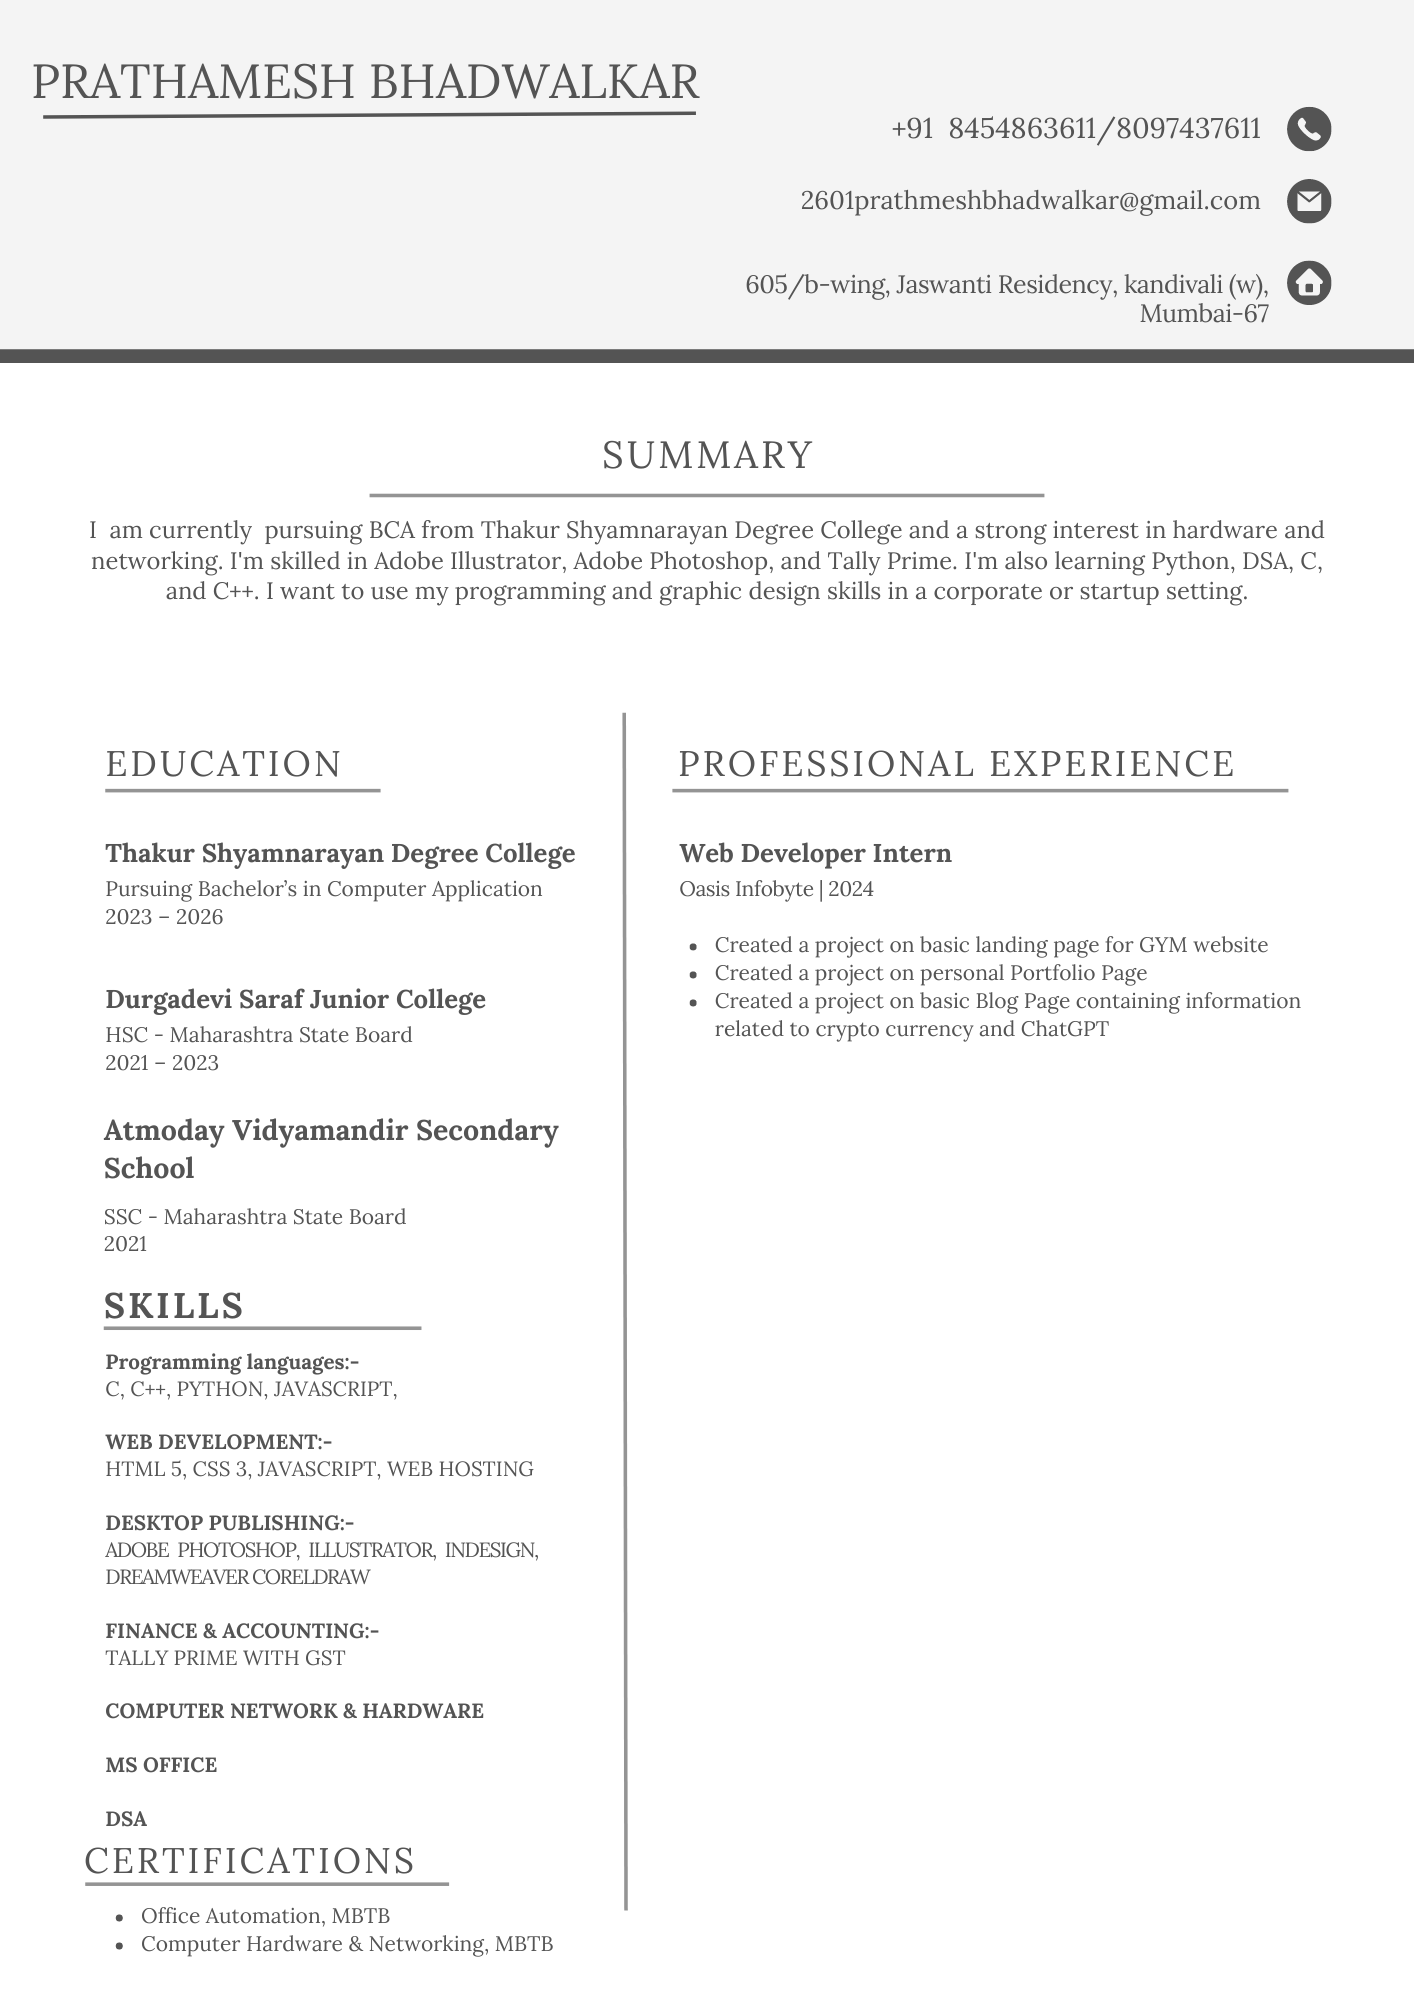 PRATHAMESH BHADWALKAR
+91 8454863611/8097437611
2601prathmeshbhadwalkar@gmail.com
605/b-wing, Jaswanti Residency, kandivali (w),
Mumbai-67
SUMMARY
I am currently pursuing BCA from Thakur Shyamnarayan Degree College and a strong interest in hardware and
networking. I'm skilled in Adobe Illustrator, Adobe Photoshop, and Tally Prime. I'm also learning Python, DSA, C,
and C++. I want to use my programming and graphic design skills in a corporate or startup setting.
EDUCATION
Thakur Shyamnarayan Degree College
Pursuing Bachelor’s in Computer Application
2023 – 2026
Durgadevi Saraf Junior College
HSC - Maharashtra State Board
2021 – 2023
Atmoday Vidyamandir Secondary
School
SSC - Maharashtra State Board
2021
SKILLS
Programming languages:-
C, C++, PYTHON, JAVASCRIPT,
WEB DEVELOPMENT:-
HTML 5, CSS 3, JAVASCRIPT, WEB HOSTING
DESKTOP PUBLISHING:-
ADOBE PHOTOSHOP, ILLUSTRATOR, INDESIGN,
DREAMWEAVER CORELDRAW
FINANCE & ACCOUNTING:-
TALLY PRIME WITH GST
COMPUTER NETWORK & HARDWARE
MS OFFICE
DSA
CERTIFICATIONS
• Office Automation, MBTB
• Computer Hardware & Networking, MBTB
PROFESSIONAL EXPERIENCE
Web Developer Intern
Oasis Infobyte | 2024
• Created a project on basic landing page for GYM website
• Created a project on personal Portfolio Page
• Created a project on basic Blog Page containing information
related to crypto currency and ChatGPT